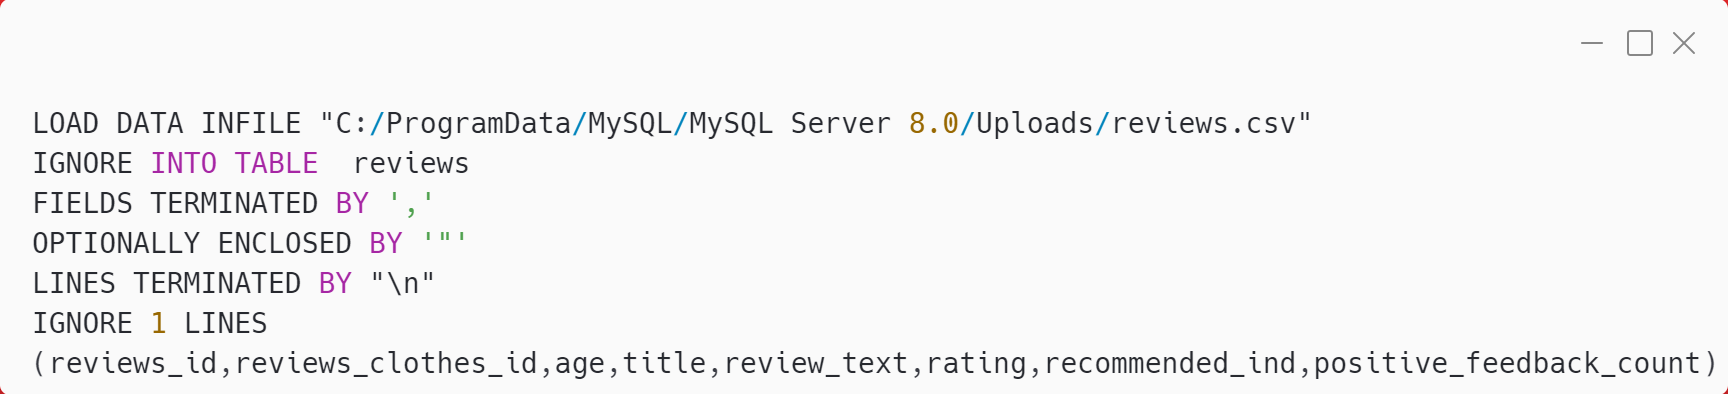 LOAD DATA INFILE "C:/ProgramData/MySQL/MySQL Server 8.0/Uploads/reviews.csv"
IGNORE INTO TABLE  reviews
FIELDS TERMINATED BY ','
OPTIONALLY ENCLOSED BY '"'
LINES TERMINATED BY "\n"
IGNORE 1 LINES
(reviews_id,reviews_clothes_id,age,title,review_text,rating,recommended_ind,positive_feedback_count)